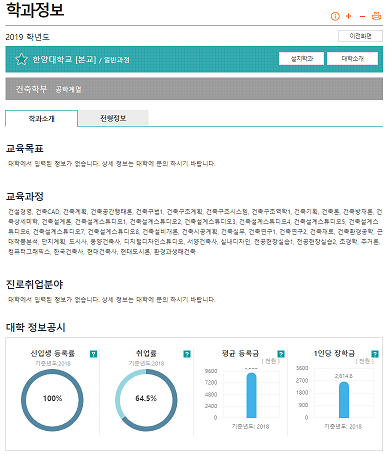 학과정보
2019 학년도
이전화면
한양대학교 [본교] / 일반과정
설치학과
대학소개
건축학부 공학계열
학과소개
전형정보
교육목표
대학에서 입력된 정보가 없습니다. 상세 정보는 대학에 문의 하시기 바랍니다.
교육과정
건설경영, 건축CAD, 건축계획, 건축공간형태론, 건축구법1, 건축구조계획, 건축구조시스템, 건축구조역학1, 건축기획, 건축론, 건축방재론, 건
축상세의학, 건축설계론, 건축설계스튜디오1, 건축설계스튜디오2, 건축설계스튜디오3, 건축설계스튜디오4, 건축설계스튜디오5, 건축설계스
튜디오6, 건축설계스튜디오7, 건축설계스튜디오8, 건축설비개론, 건축시공계획, 건축실무, 건축연구1, 건축연구2, 건축재료, 건축환경공학, 근
대작품분석, 단지계획, 도시사, 동양건축사, 디지털디자인스튜디오, 서양건축사, 실내디자인, 전공현장실습1, 전공현장실습2, 조경학, 주거론,
컴퓨터그래픽스, 한국건축사, 현대건축사, 현대도시론, 환경과생태건축
진로취업분야
대학에서 입력된 정보가 없습니다. 상세 정보는 대학에 문의 하시기 바랍니다.
대학 정보공시
신입생 등록률
?
기준년도:2018
100%
취업률
?
기준년도:2018
64.5%
평균 등록금
?
[ 천원 ]
9600
7200
4800
2400
0
기준년도: 2018
1인당 장학금
?
[ 천원 ]
3600
2,614.6
2700
1800
900
0
기준년도: 2018